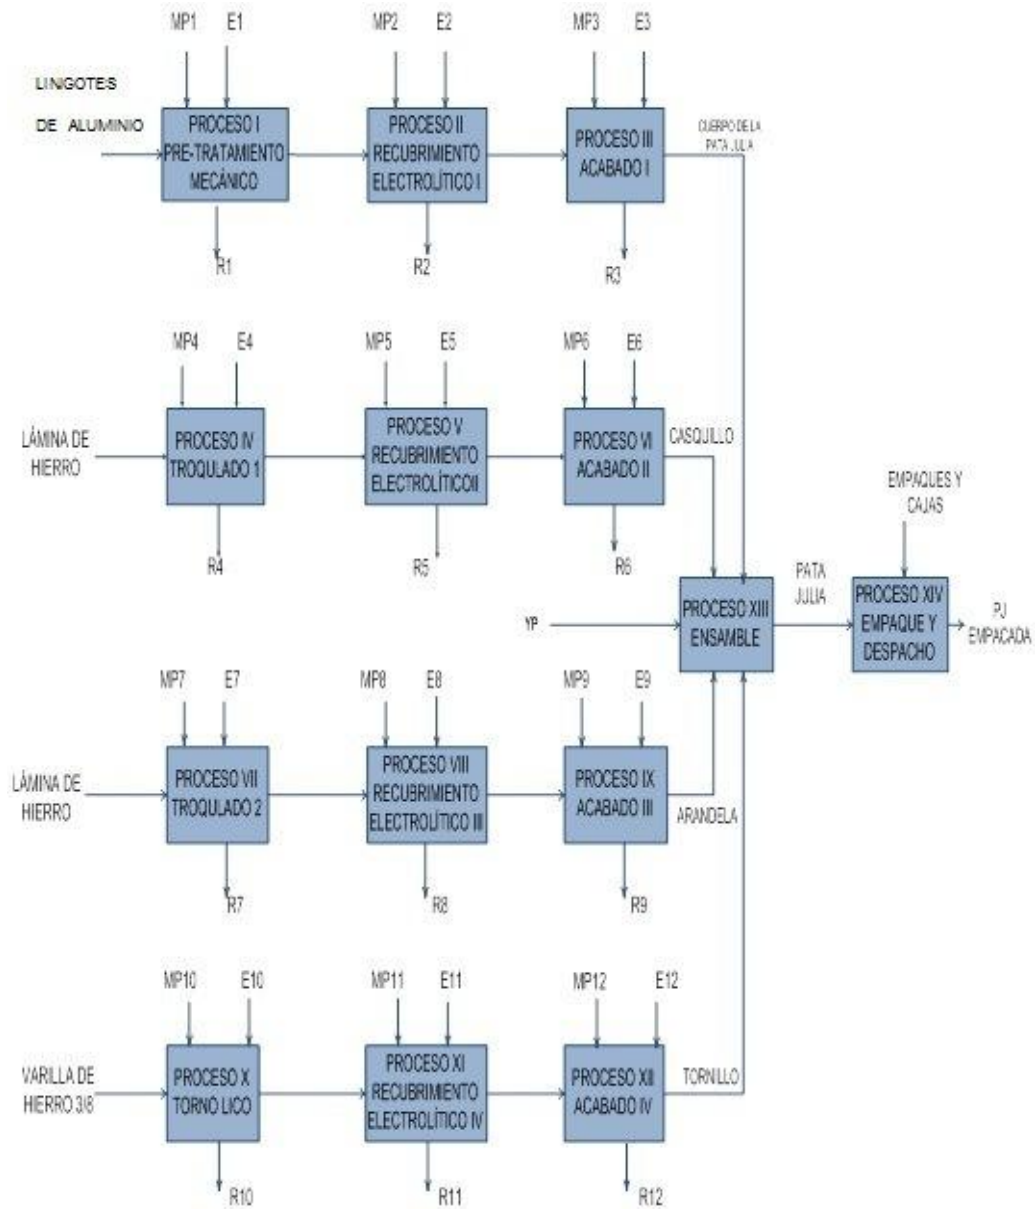 MP1
E1
MP2
E2
MP3
E3
LINGOTES
DE ALUMINIO
PROCESO I
PRE-TRATAMIENTO
MECÁNICO
PROCESO II
RECUBRIMIENTO
ELECTROLÍTICO I
PROCESO III
ACABADO I
CUERPO DE LA
PATA JULIA
R1
R2
R3
MP4
E4
MP5
E5
MP6
E6
LÁMINA DE
HIERRO
PROCESO IV
TROQULADO 1
PROCESO V
RECUBRIMIENTO
ELECTROLÍTICOII
PROCESO VI
ACABADO II
CASQUILLO
R4
R5
R6
EMPAQUES Y
CAJAS
YP
PROCESO XIII
ENSAMBLE
PATA
JULIA
PROCESO XIV
EMPAQUE Y
DESPACHO
PJ
EMPACADA
MP7
E7
MP8
E8
MP9
E9
LÁMINA DE
HIERRO
PROCESO VII
TROQULADO 2
PROCESO VIII
RECUBRIMIENTO
ELECTROLÍTICO III
PROCESO IX
ACABADO III
ARANDELA
R7
R8
R9
MP10
E10
MP11
E11
MP12
E12
VARILLA DE
HIERRO 3/8
PROCESO X
TORNO LICO
PROCESO XI
RECUBRIMIENTO
ELECTROLÍTICO IV
PROCESO XII
ACABADO IV
TORNILLO
R10
R11
R12